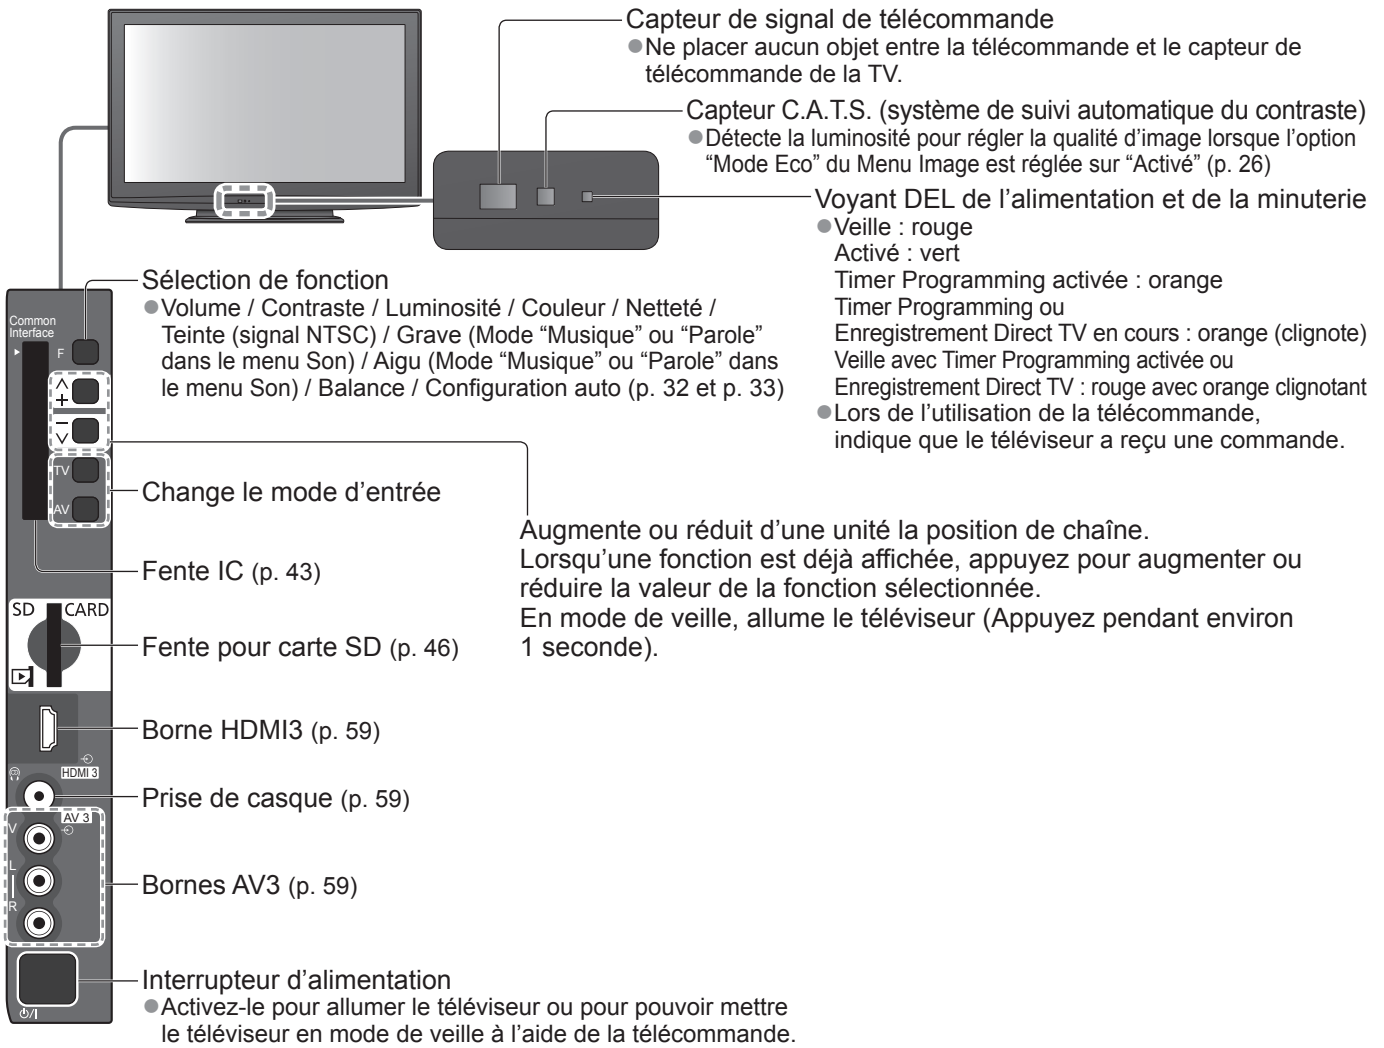 Capteur de signal de télécommande
●Ne placer aucun objet entre la télécommande et le capteur de
télécommande de la TV.
Capteur C.A.T.S. (système de suivi automatique du contraste)
●Détecte la luminosité pour régler la qualité d’image lorsque l’option
“Mode Eco” du Menu Image est réglée sur “Activé” (p. 26)
Voyant DEL de l’alimentation et de la minuterie
●Veille : rouge
Activé : vert
Timer Programming activée : orange
Timer Programming ou
Enregistrement Direct TV en cours : orange (clignote)
Veille avec Timer Programming activée ou
Enregistrement Direct TV : rouge avec orange clignotant
●Lors de l’utilisation de la télécommande,
indique que le téléviseur a reçu une commande.
Sélection de fonction
●Volume / Contraste / Luminosité / Couleur / Netteté /
Teinte (signal NTSC) / Grave (Mode “Musique” ou “Parole”
dans le menu Son) / Aigu (Mode “Musique” ou “Parole” dans
le menu Son) / Balance / Configuration auto (p. 32 et p. 33)
Common
Interface
F
TV
AV
Change le mode d’entrée
Augmente ou réduit d’une unité la position de chaîne.
Lorsqu’une fonction est déjà affichée, appuyez pour augmenter ou
réduire la valeur de la fonction sélectionnée.
En mode de veille, allume le téléviseur (Appuyez pendant environ
1 seconde).
Fente IC (p. 43)
SD CARD
Fente pour carte SD (p. 46)
Borne HDMI3 (p. 59)
HDMI 3
Prise de casque (p. 59)
AV 3
V
L
R
Bornes AV3 (p. 59)
Interrupteur d’alimentation
●Activez-le pour allumer le téléviseur ou pour pouvoir mettre
le téléviseur en mode de veille à l’aide de la télécommande.
⏻/I